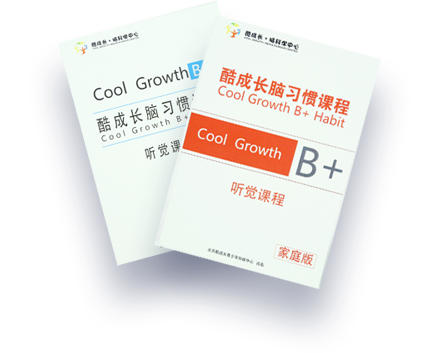 酷成长·脑科学中心
Cool Growth B
酷成长脑习惯
Cool Growth B+
听觉课
酷成长·脑科学中心
酷成长脑习惯课程
Cool Growth B+ Habit
Cool Growth B+
听觉课程
家庭版